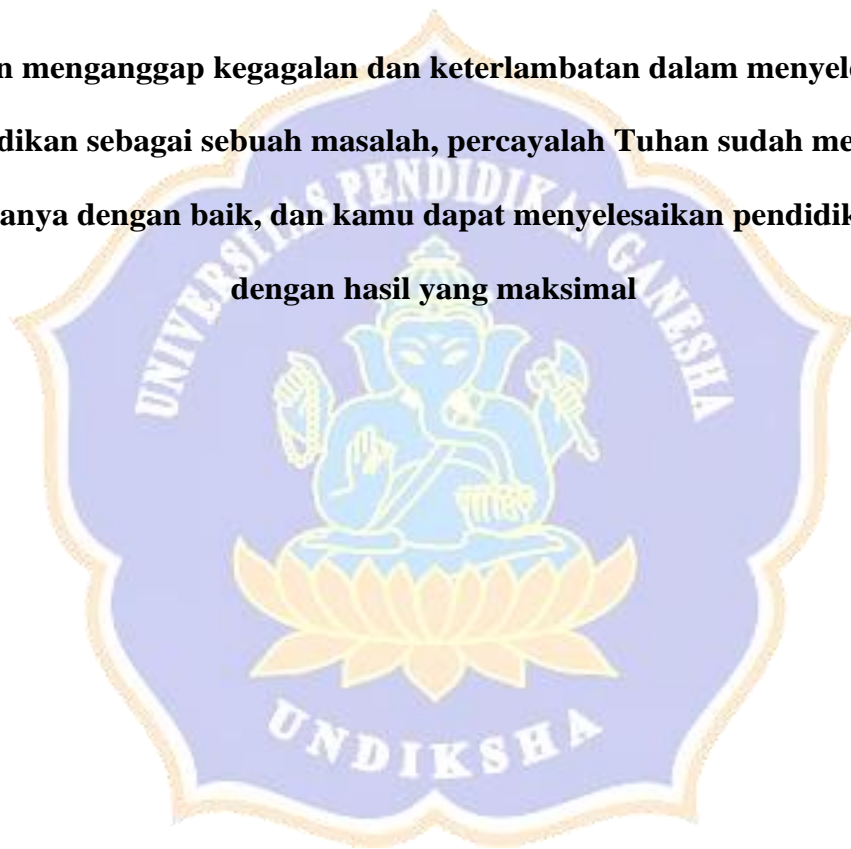 n menganggap kegagalan dan keterlambatan dalam menyele
dikan sebagai sebuah masalah, percayalah Tuhan sudah me
anya dengan baik, dan kamu dapat menyelesaikan pendidik
dengan hasil yang maksimal
UNIVERSITAS PENDIDIKAN GANESHA
UNDIKSHA